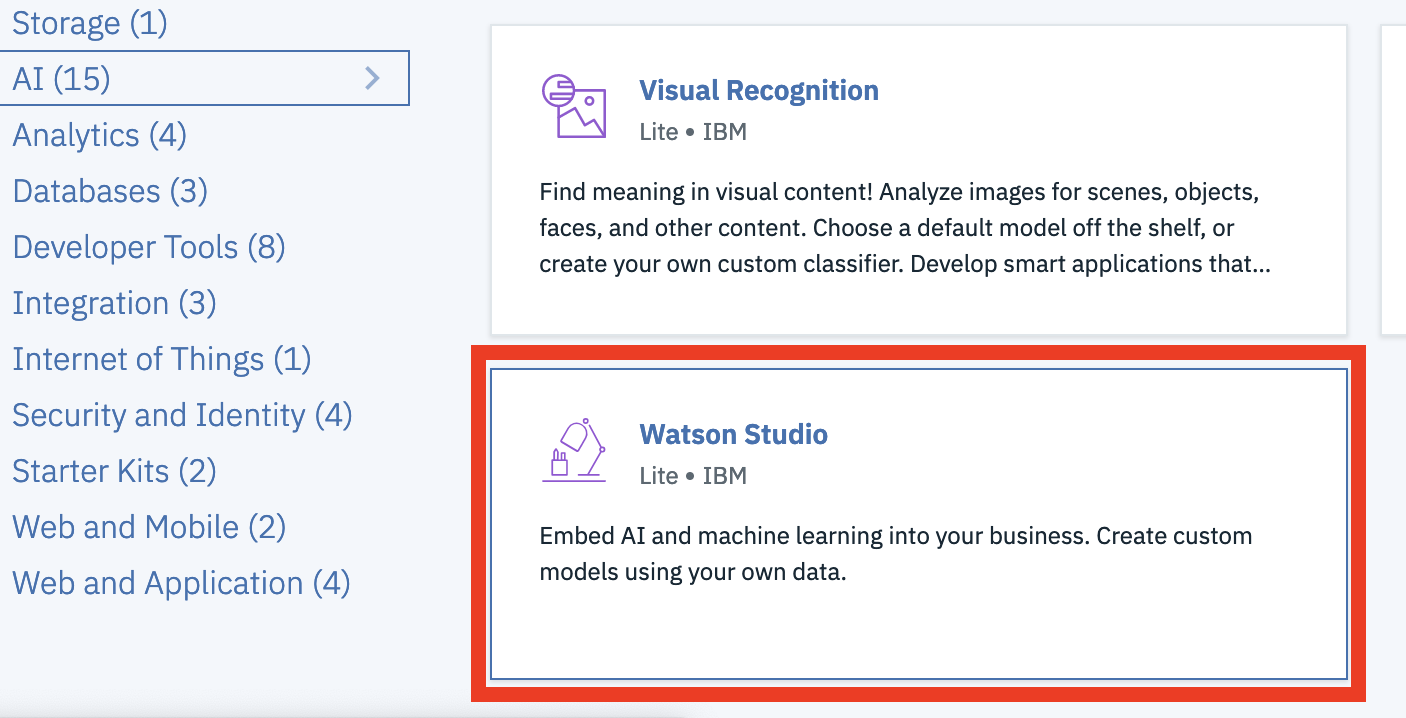 Storage (1)
AI (15)
Analytics (4)
Databases (3)
Developer Tools (8)
Integration (3)
Internet of Things (1)
Security and Identity (4)
Starter Kits (2)
Web and Mobile (2)
Web and Application (4)
Visual Recognition
Lite • IBM
Find meaning in visual content! Analyze images for scenes, objects,
faces, and other content. Choose a default model off the shelf, or
create your own custom classifier. Develop smart applications that...
Watson Studio
Lite • IBM
Embed AI and machine learning into your business. Create custom
models using your own data.